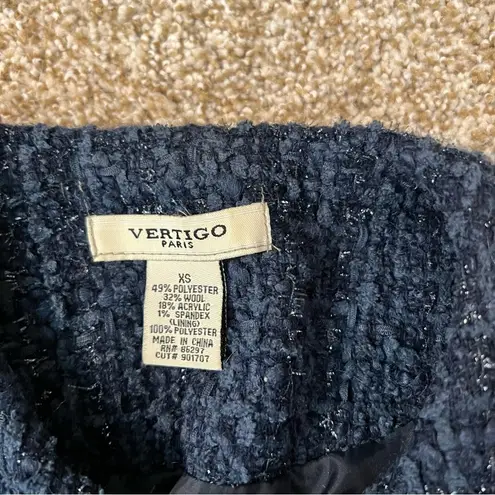 VERTIGO
PARIS
XS
49% POLYESTER
32% WOOL
18% ACRYLIC
1% SPANDEX
(LINING)
100% POLYESTER
MADE IN CHINA
RN# 86297
CUT# 901707